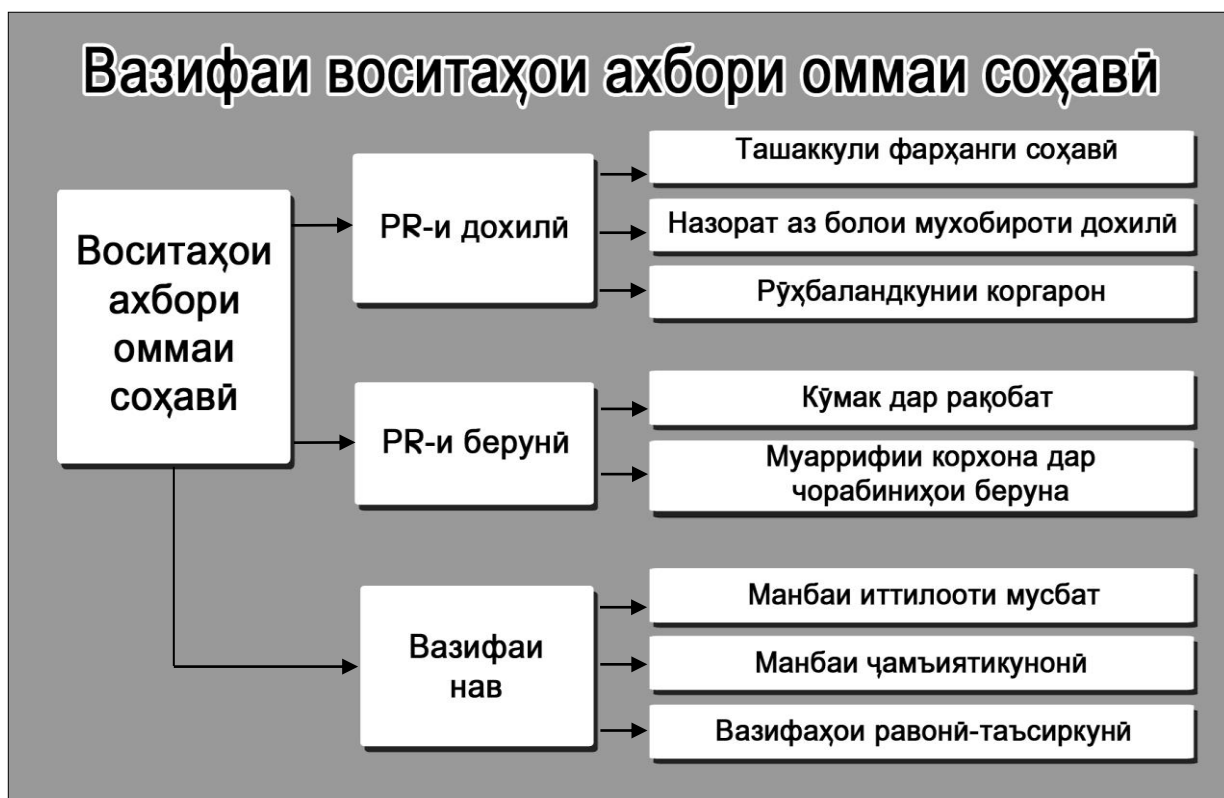 Вазифаи воситаҳои ахбори оммаи соҳавӣ
Воситаҳои
ахбори
оммаи
соҳавӣ
PR-и дохилӣ
Ташаккули фарҳанги соҳавӣ
Назорат аз болои мухобироти дохилӣ
Рӯҳбаландкунии коргарон
PR-и берунӣ
Кӯмак дар рақобат
Муаррифии корхона дар
чорабиниҳои беруна
Вазифаи
нав
Манбаи иттилооти мусбат
Манбаи ҷамъиятикунонӣ
Вазифаҳои равонӣ-таъсиркунӣ